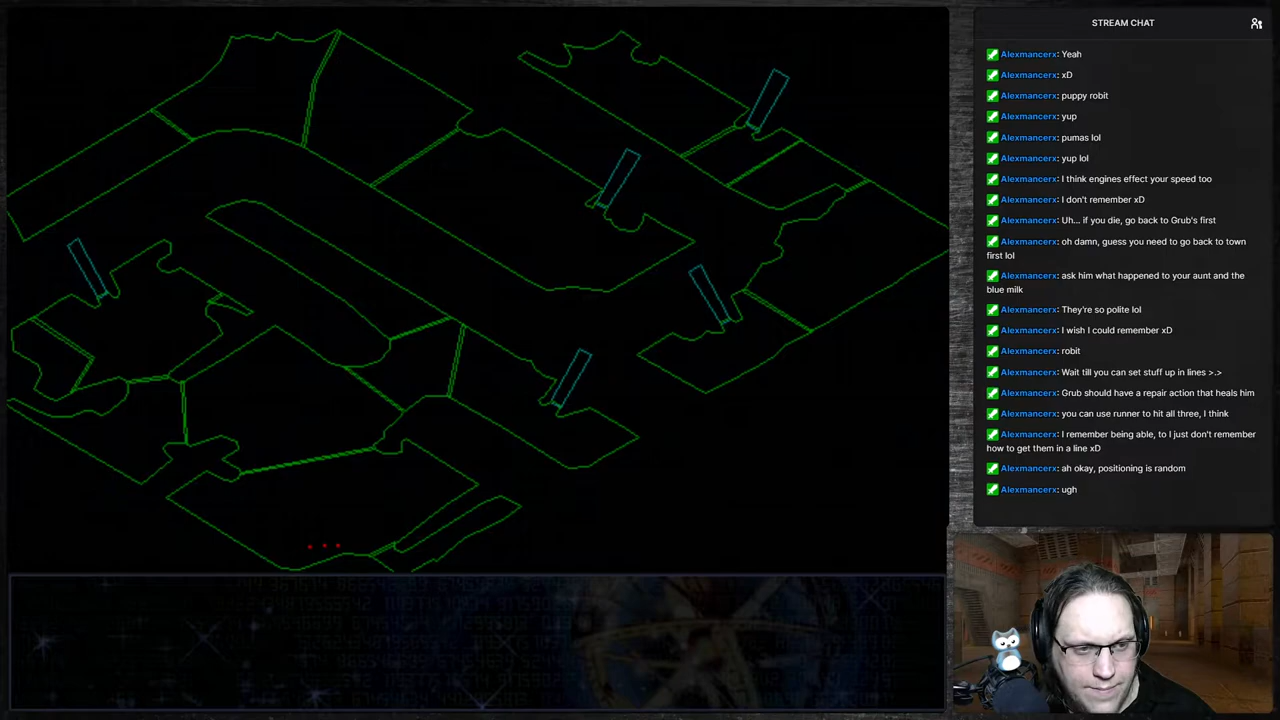 STREAM CHAT
Alexmancerx: Yeah
Alexmancerx: xD
Alexmancerx: puppy robit
Alexmancerx: yup
Alexmancerx: pumas lol
Alexmancerx: yup lol
Alexmancerx: I think engines effect your speed too
Alexmancerx: I don't remember xD
Alexmancerx: Uh... if you die, go back to Grub's first
Alexmancerx: oh damn, guess you need to go back to town
first lol
Alexmancerx: ask him what happened to your aunt and the
blue milk
Alexmancerx: They're so polite lol
Alexmancerx: I wish I could remember xD
Alexmancerx: robit
Alexmancerx: Wait till you can set stuff up in lines >.>
Alexmancerx: Grub should have a repair action that heals him
Alexmancerx: you can use runner to hit all three, I think
Alexmancerx: I remember being able, to I just don't remember
how to get them in a line xD
Alexmancerx: ah okay, positioning is random
Alexmancerx: ugh